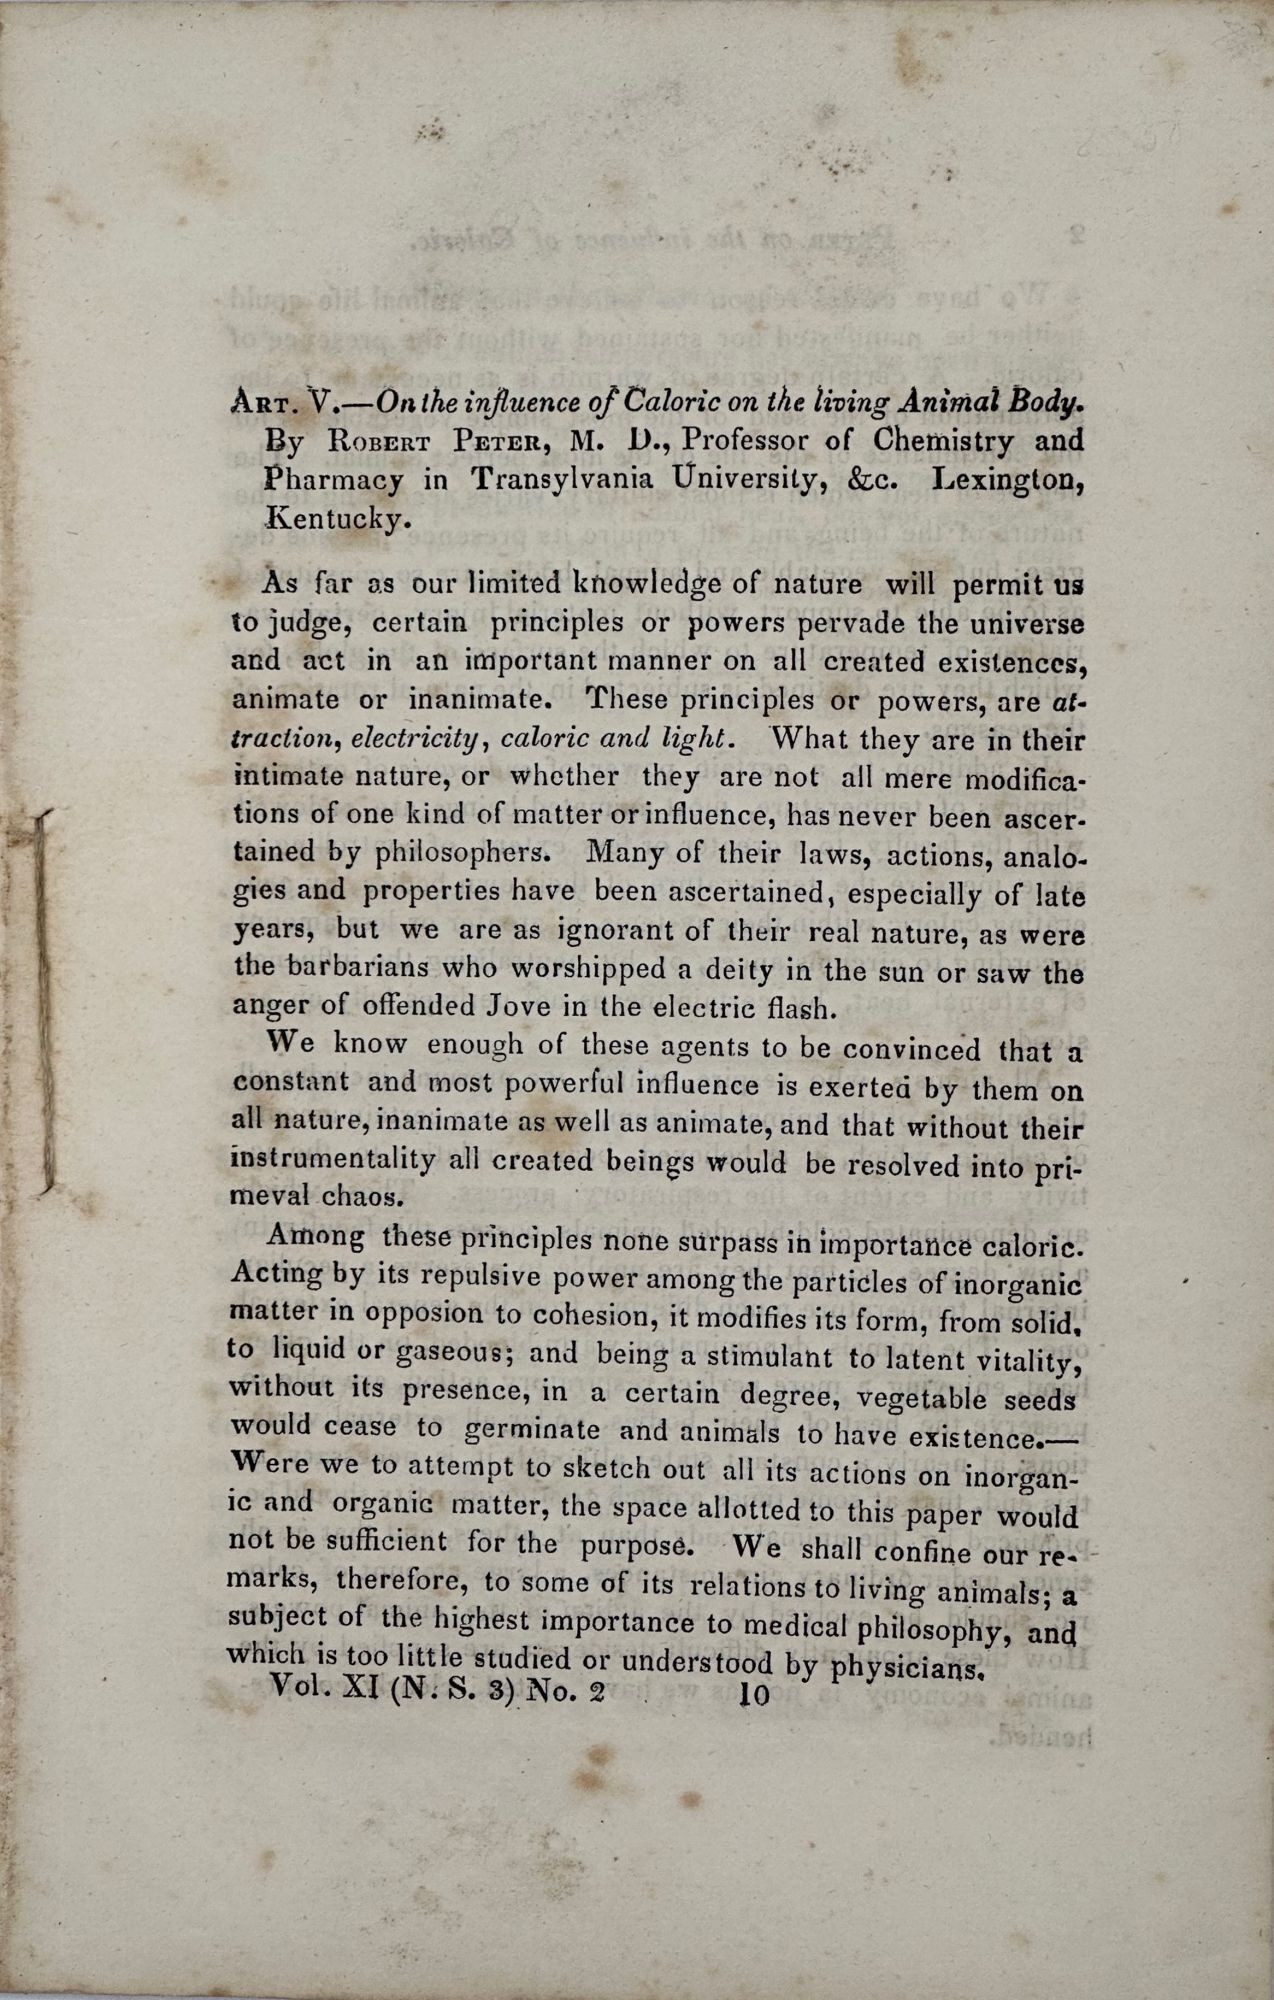 ART. V.—On the influence of Caloric on the living Animal Body.
By ROBERT PETER, M. D., Professor of Chemistry and
Pharmacy in Transylvania University, &c. Lexington,
Kentucky.
As far as our limited knowledge of nature will permit us
to judge, certain principles or powers pervade the universe
and act in an important manner on all created existences,
animate or inanimate. These principles or powers, are at-
traction, electricity, caloric and light. What they are in their
intimate nature, or whether they are not all mere modifica-
tions of one kind of matter or influence, has never been ascer-
tained by philosophers. Many of their laws, actions, analo-
gies and properties have been ascertained, especially of late
years, but we are as ignorant of their real nature, as were
the barbarians who worshipped a deity in the sun or saw the
anger of offended Jove in the electric flash.
We know enough of these agents to be convinced that a
constant and most powerful influence is exerted by them on
all nature, inanimate as well as animate, and that without their
instrumentality all created beings would be resolved into pri-
meval chaos.
Among these principles none surpass in importance caloric.
Acting by its repulsive power among the particles of inorganic
matter in opposion to cohesion, it modifies its form, from solid,
to liquid or gaseous; and being a stimulant to latent vitality,
without its presence, in a certain degree, vegetable seeds
would cease to germinate and animals to have existence.—
Were we to attempt to sketch out all its actions on inorgan-
ic and organic matter, the space allotted to this paper would
not be sufficient for the purpose. We shall confine our re-
marks, therefore, to some of its relations to living animals; a
subject of the highest importance to medical philosophy, and
which is too little studied or understood by physicians.
Vol. XI (N. S. 3) No. 2 10